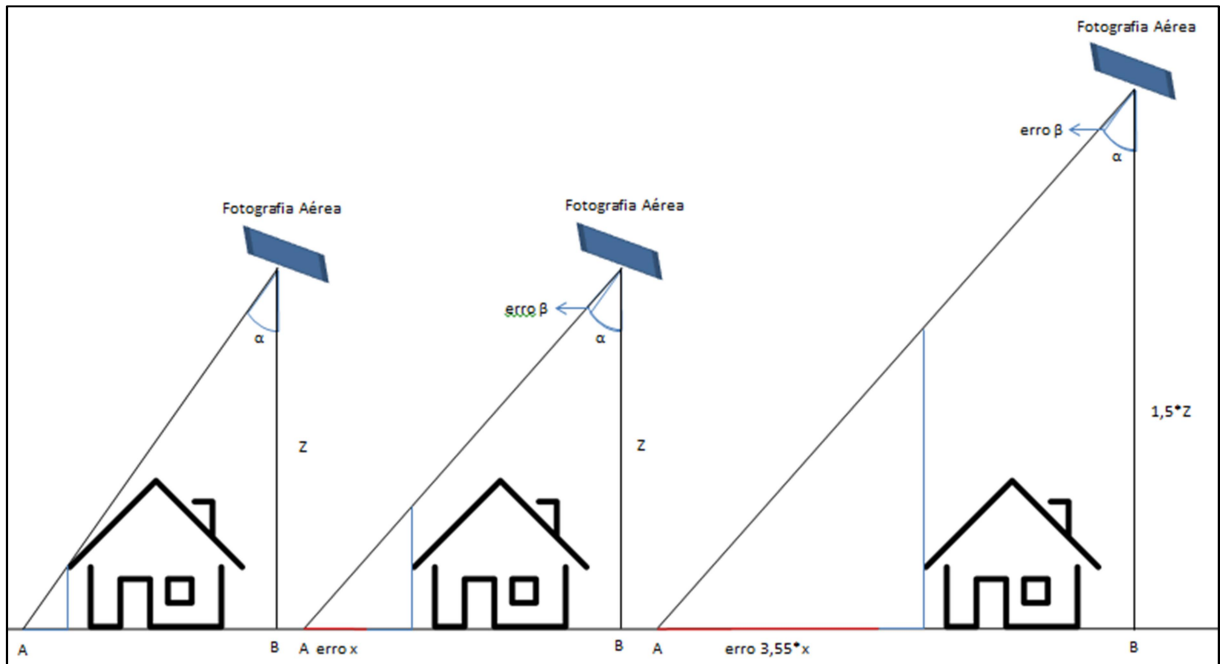 Fotografia Aérea
erro β
α
Fotografia Aérea
Fotografia Aérea
erro β
α
α
1,5*Z
Z
Z
A
B
A erro x
B
A
erro 3,55*x
B